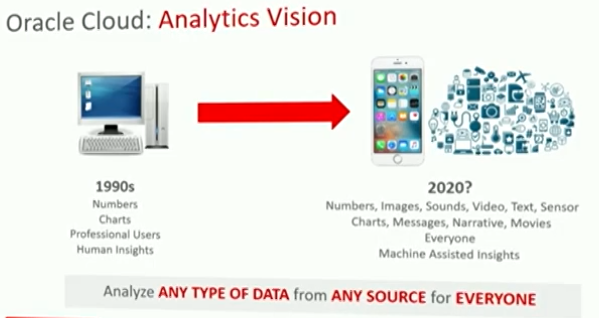 Oracle Cloud: Analytics Vision
1990s
Numbers
Charts
Professional Users
Human Insights
2020?
Numbers, Images, Sounds, Video, Text, Sensor
Charts, Messages, Narrative, Movies
Everyone
Machine Assisted Insights
Analyze ANY TYPE OF DATA from ANY SOURCE for EVERYONE